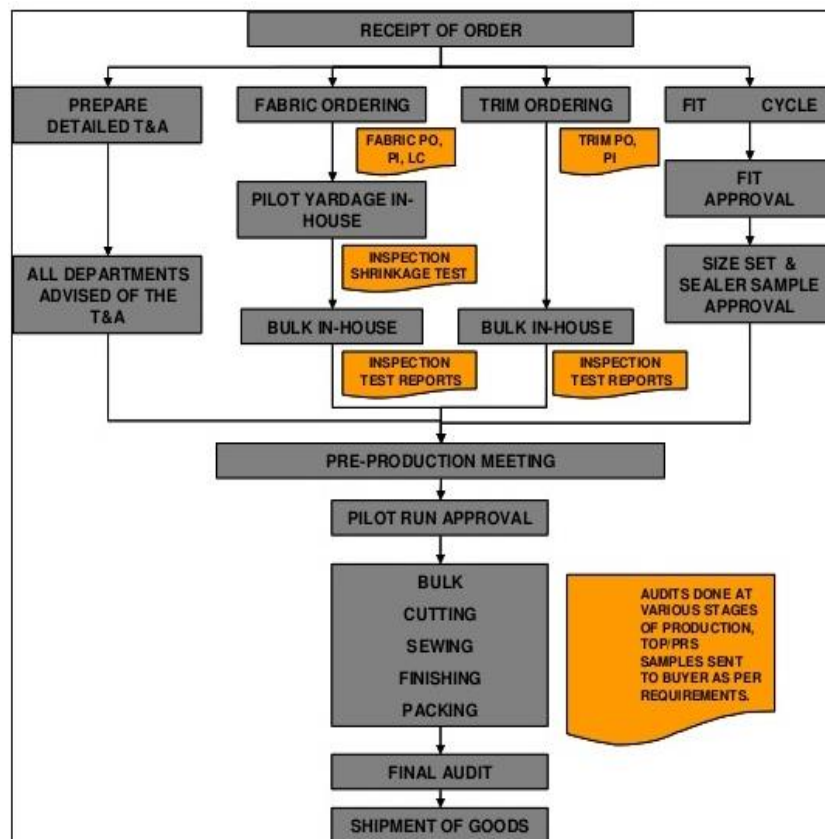 RECEIPT OF ORDER
PREPARE
DETAILED T&A
FABRIC ORDERING
TRIM ORDERING
FIT CYCLE
FABRIC PO,
PI, LC
TRIM PO,
PI
FIT
APPROVAL
PILOT YARDAGE IN-
HOUSE
INSPECTION
SHRINKAGE TEST
ALL DEPARTMENTS
ADVISED OF THE
T&A
SIZE SET &
SEALER SAMPLE
APPROVAL
BULK IN-HOUSE
BULK IN-HOUSE
INSPECTION
TEST REPORTS
INSPECTION
TEST REPORTS
PRE-PRODUCTION MEETING
PILOT RUN APPROVAL
BULK
CUTTING
SEWING
FINISHING
PACKING
AUDITS DONE AT
VARIOUS STAGES
OF PRODUCTION,
TOP/PRS
SAMPLES SENT
TO BUYER AS PER
REQUIREMENTS.
FINAL AUDIT
SHIPMENT OF GOODS